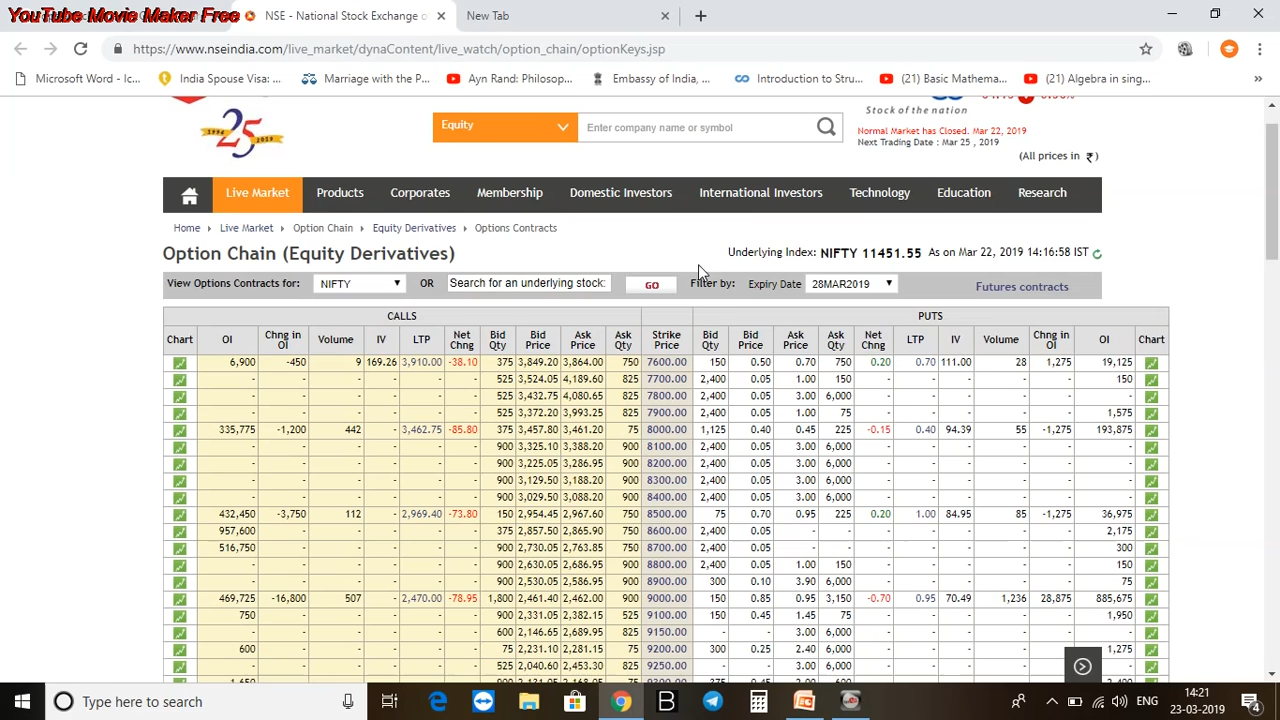 YouTube Movie Maker Free
NSE - National Stock Exchange o
New Tab
https://www.nseindia.com/live_market/dynaContent/live_watch/option_chain/optionKeys.jsp
Microsoft Word - Ic... India Spouse Visa: ... Marriage with the P... Ayn Rand: Philosop... Embassy of India, ... Introduction to Stru... (21) Basic Mathema... (21) Algebra in sing...
Stock of the nation
Equity Enter company name or symbol
Normal Market has Closed. Mar 22, 2019
Next Trading Date : Mar 25 , 2019
(All prices in ₹)
Live Market Products Corporates Membership Domestic Investors International Investors Technology Education Research
Home Live Market Option Chain Equity Derivatives Options Contracts
Option Chain (Equity Derivatives) Underlying Index: NIFTY 11451.55 As on Mar 22, 2019 14:16:58 IST
View Options Contracts for: NIFTY OR Search for an underlying stock: GO Filter by: Expiry Date 28MAR2019 Futures contracts
CALLS PUTS
Chart OI Chng in OI Volume IV LTP Net Chng Bid Qty Bid Price Ask Price Ask Qty Strike Price Bid Qty Bid Price Ask Price Ask Qty Net Chng LTP IV Volume Chng in OI OI Chart
6,900 -450 9 169.26 3,910.00 -38.10 375 3,849.20 3,864.00 750 7600.00 150 0.50 0.70 750 0.20 0.70 111.00 28 1,275 19,125
- - - - - - 525 3,524.05 4,189.60 825 7700.00 2,400 0.05 1.00 150 - - - - - 150
- - - - - - 525 3,432.75 4,080.65 825 7800.00 2,400 0.05 3.00 6,000 - - - - - -
- - - - - - 525 3,372.20 3,993.25 825 7900.00 2,400 0.05 1.00 75 - - - - - 1,575
335,775 -1,200 442 - 3,462.75 -85.80 375 3,457.80 3,461.20 75 8000.00 1,125 0.40 0.45 225 -0.15 0.40 94.39 55 -1,275 193,875
- - - - - - 900 3,325.10 3,388.20 900 8100.00 2,400 0.05 3.00 6,000 - - - - - -
- - - - - - 900 3,225.05 3,286.95 900 8200.00 2,400 0.05 3.00 6,000 - - - - - -
- - - - - - 900 3,129.50 3,188.20 900 8300.00 2,400 0.05 3.00 6,000 - - - - - -
- - - - - - 900 3,029.50 3,088.20 900 8400.00 2,400 0.05 3.00 6,000 - - - - - -
432,450 -3,750 112 - 2,969.40 -73.80 150 2,954.45 2,967.60 750 8500.00 75 0.70 0.95 225 0.20 1.00 84.95 85 -1,275 36,975
957,600 - - - - - 375 2,857.50 2,865.90 750 8600.00 2,400 0.05 - - - - - - - 2,175
516,750 - - - - - 900 2,730.05 2,763.85 750 8700.00 2,400 0.05 - - - - - - - 300
- - - - - - 900 2,630.05 2,686.95 900 8800.00 2,400 0.05 1.00 150 - - - - - 150
- - - - - - 900 2,530.05 2,586.95 900 8900.00 300 0.10 3.90 6,000 - - - - - 75
469,725 -16,800 507 - 2,470.00 -78.95 1,800 2,461.40 2,462.00 900 9000.00 150 0.85 0.95 3,150 -0.70 0.95 70.49 1,236 28,875 885,675
750 - - - - - 900 2,331.05 2,382.15 525 9100.00 150 0.45 1.45 75 - - - - - 1,950
- - - - - - 600 2,146.65 2,689.95 825 9150.00 - - 3.00 6,000 - - - - - -
600 - - - - - 75 2,231.10 2,281.15 75 9200.00 300 0.25 2.40 6,000 - - - - - 1,275
- - - - - - 525 2,040.60 2,453.30 825 9250.00 - - 3.00 6,000 - - - - - -
Type here to search
ENG
14:21
23-03-2019
4